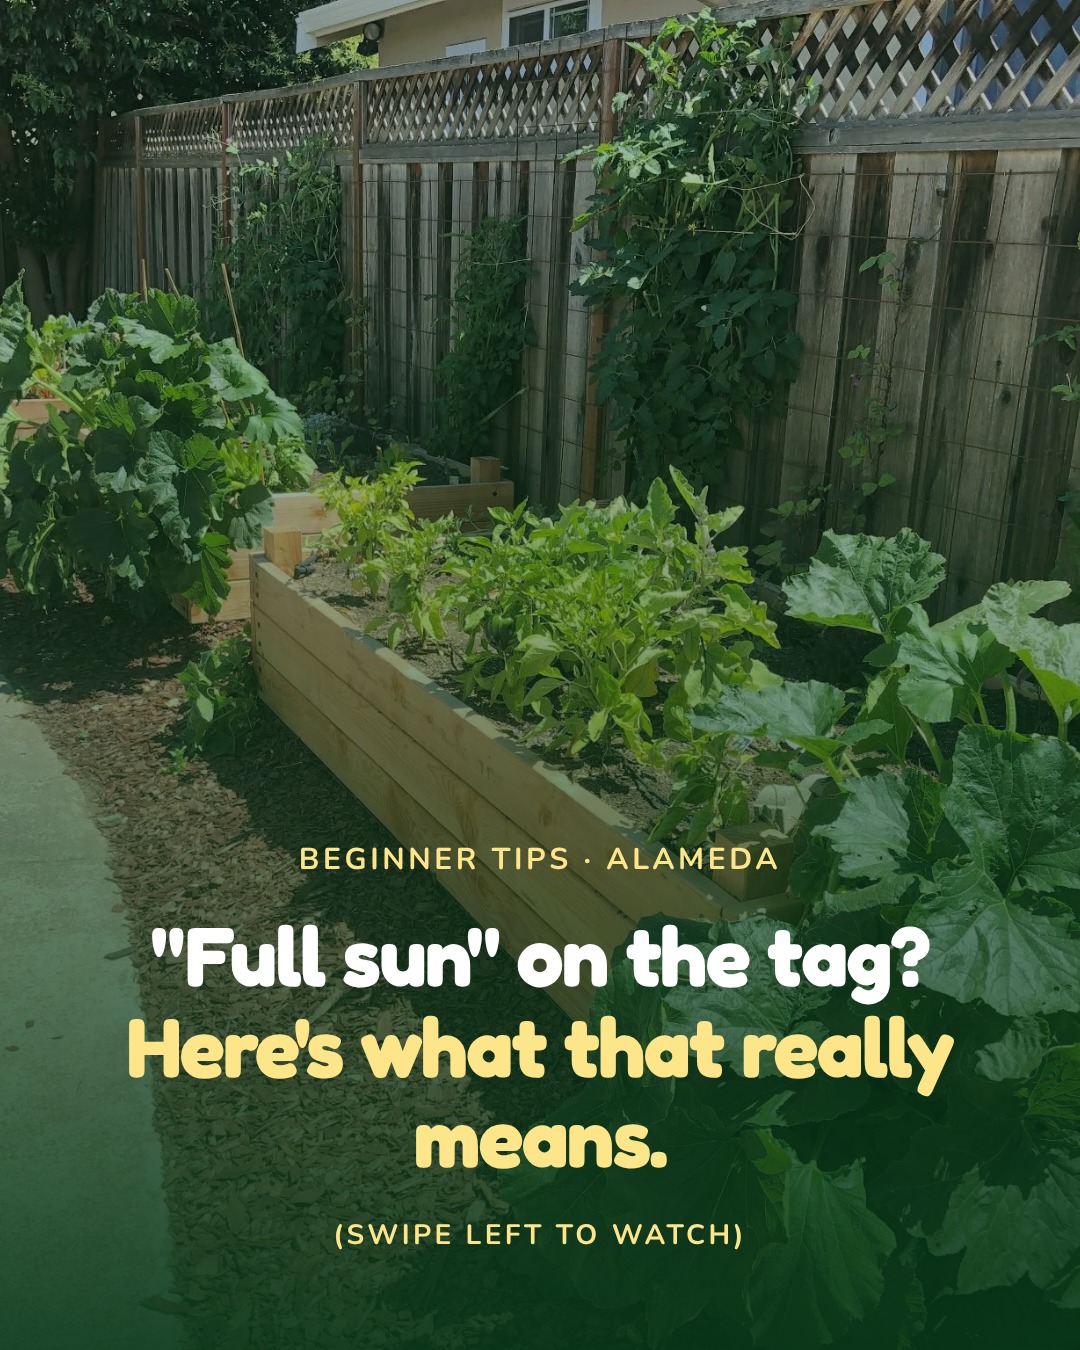 BEGINNER TIPS · ALAMEDA
"Full sun" on the tag?
Here's what that really
means.
(SWIPE LEFT TO WATCH)